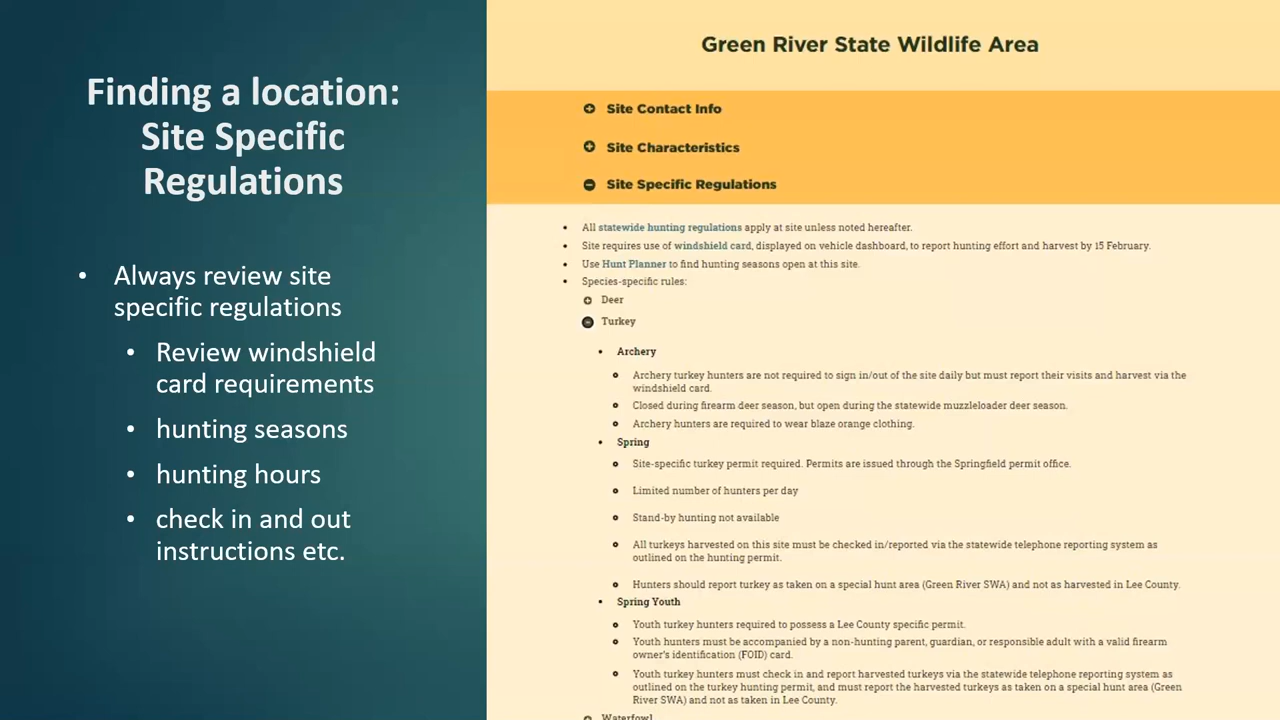 Finding a location:
Site Specific
Regulations
• Always review site
specific regulations
• Review windshield
card requirements
• hunting seasons
• hunting hours
• check in and out
instructions etc.
Green River State Wildlife Area
Site Contact Info
Site Characteristics
Site Specific Regulations
• All statewide hunting regulations apply at site unless noted hereafter.
• Site requires use of windshield card, displayed on vehicle dashboard, to report hunting effort and harvest by 15 February.
• Use Hunt Planner to find hunting seasons open at this site.
• Species-specific rules:
Deer
Turkey
• Archery
Archery turkey hunters are not required to sign in/out of the site daily but must report their visits and harvest via the
windshield card.
Closed during firearm deer season, but open during the statewide muzzleloader deer season.
Archery hunters are required to wear blaze orange clothing.
• Spring
Site-specific turkey permit required. Permits are issued through the Springfield permit office.
Limited number of hunters per day
Stand-by hunting not available
All turkeys harvested on this site must be checked in/reported via the statewide telephone reporting system as
outlined on the hunting permit.
Hunters should report turkey as taken on a special hunt area (Green River SWA) and not as harvested in Lee County.
• Spring Youth
Youth turkey hunters required to possess a Lee County specific permit.
Youth hunters must be accompanied by a non-hunting parent, guardian, or responsible adult with a valid firearm
owner's identification (FOID) card.
Youth turkey hunters must check in and report harvested turkeys via the statewide telephone reporting system as
outlined on the turkey hunting permit, and must report the harvested turkeys as taken on a special hunt area (Green
River SWA) and not as taken in Lee County.
Waterfowl